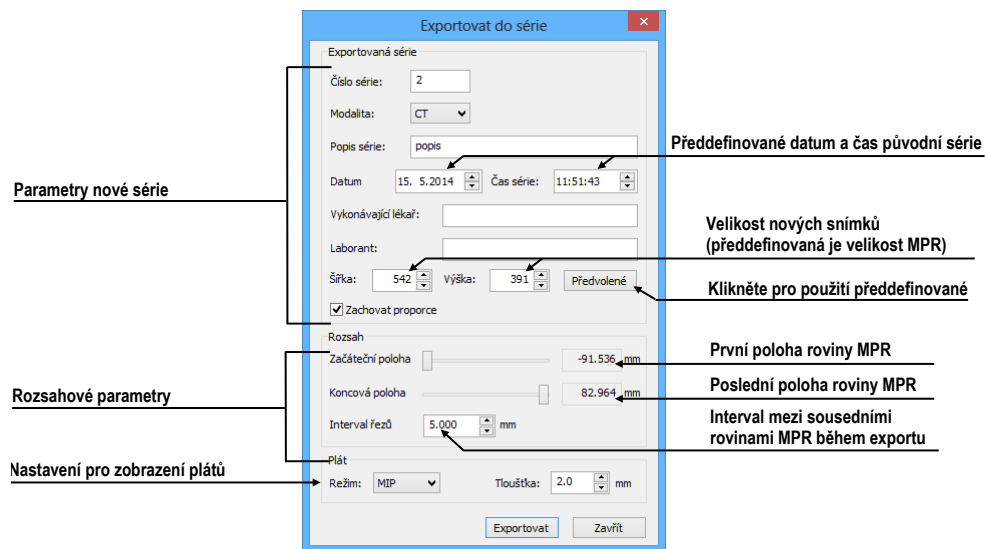 Exportovat do série
Exportovaná série
Číslo série: 2
Modalita: CT
Popis série: popis
Předdefinované datum a čas původní série
Datum 15. 5.2014 Čas série: 11:51:43
Parametry nové série
Vykonávající lékař:
Velikost nových snímků
(předdefinovaná je velikost MPR)
Laborant:
Šířka: 542 Výška: 391 Předvolené
Klikněte pro použití předdefinované
Zachovat proporce
Rozsah
První poloha roviny MPR
Začáteční poloha -91.536 mm
Poslední poloha roviny MPR
Koncová poloha 82.964 mm
Rozsahové parametry
Interval mezi sousedními
rovinami MPR během exportu
Interval řezů 5.000 mm
Plát
Nastavení pro zobrazení plátů
Režim: MIP Tloušťka: 2.0 mm
Exportovat Zavřít